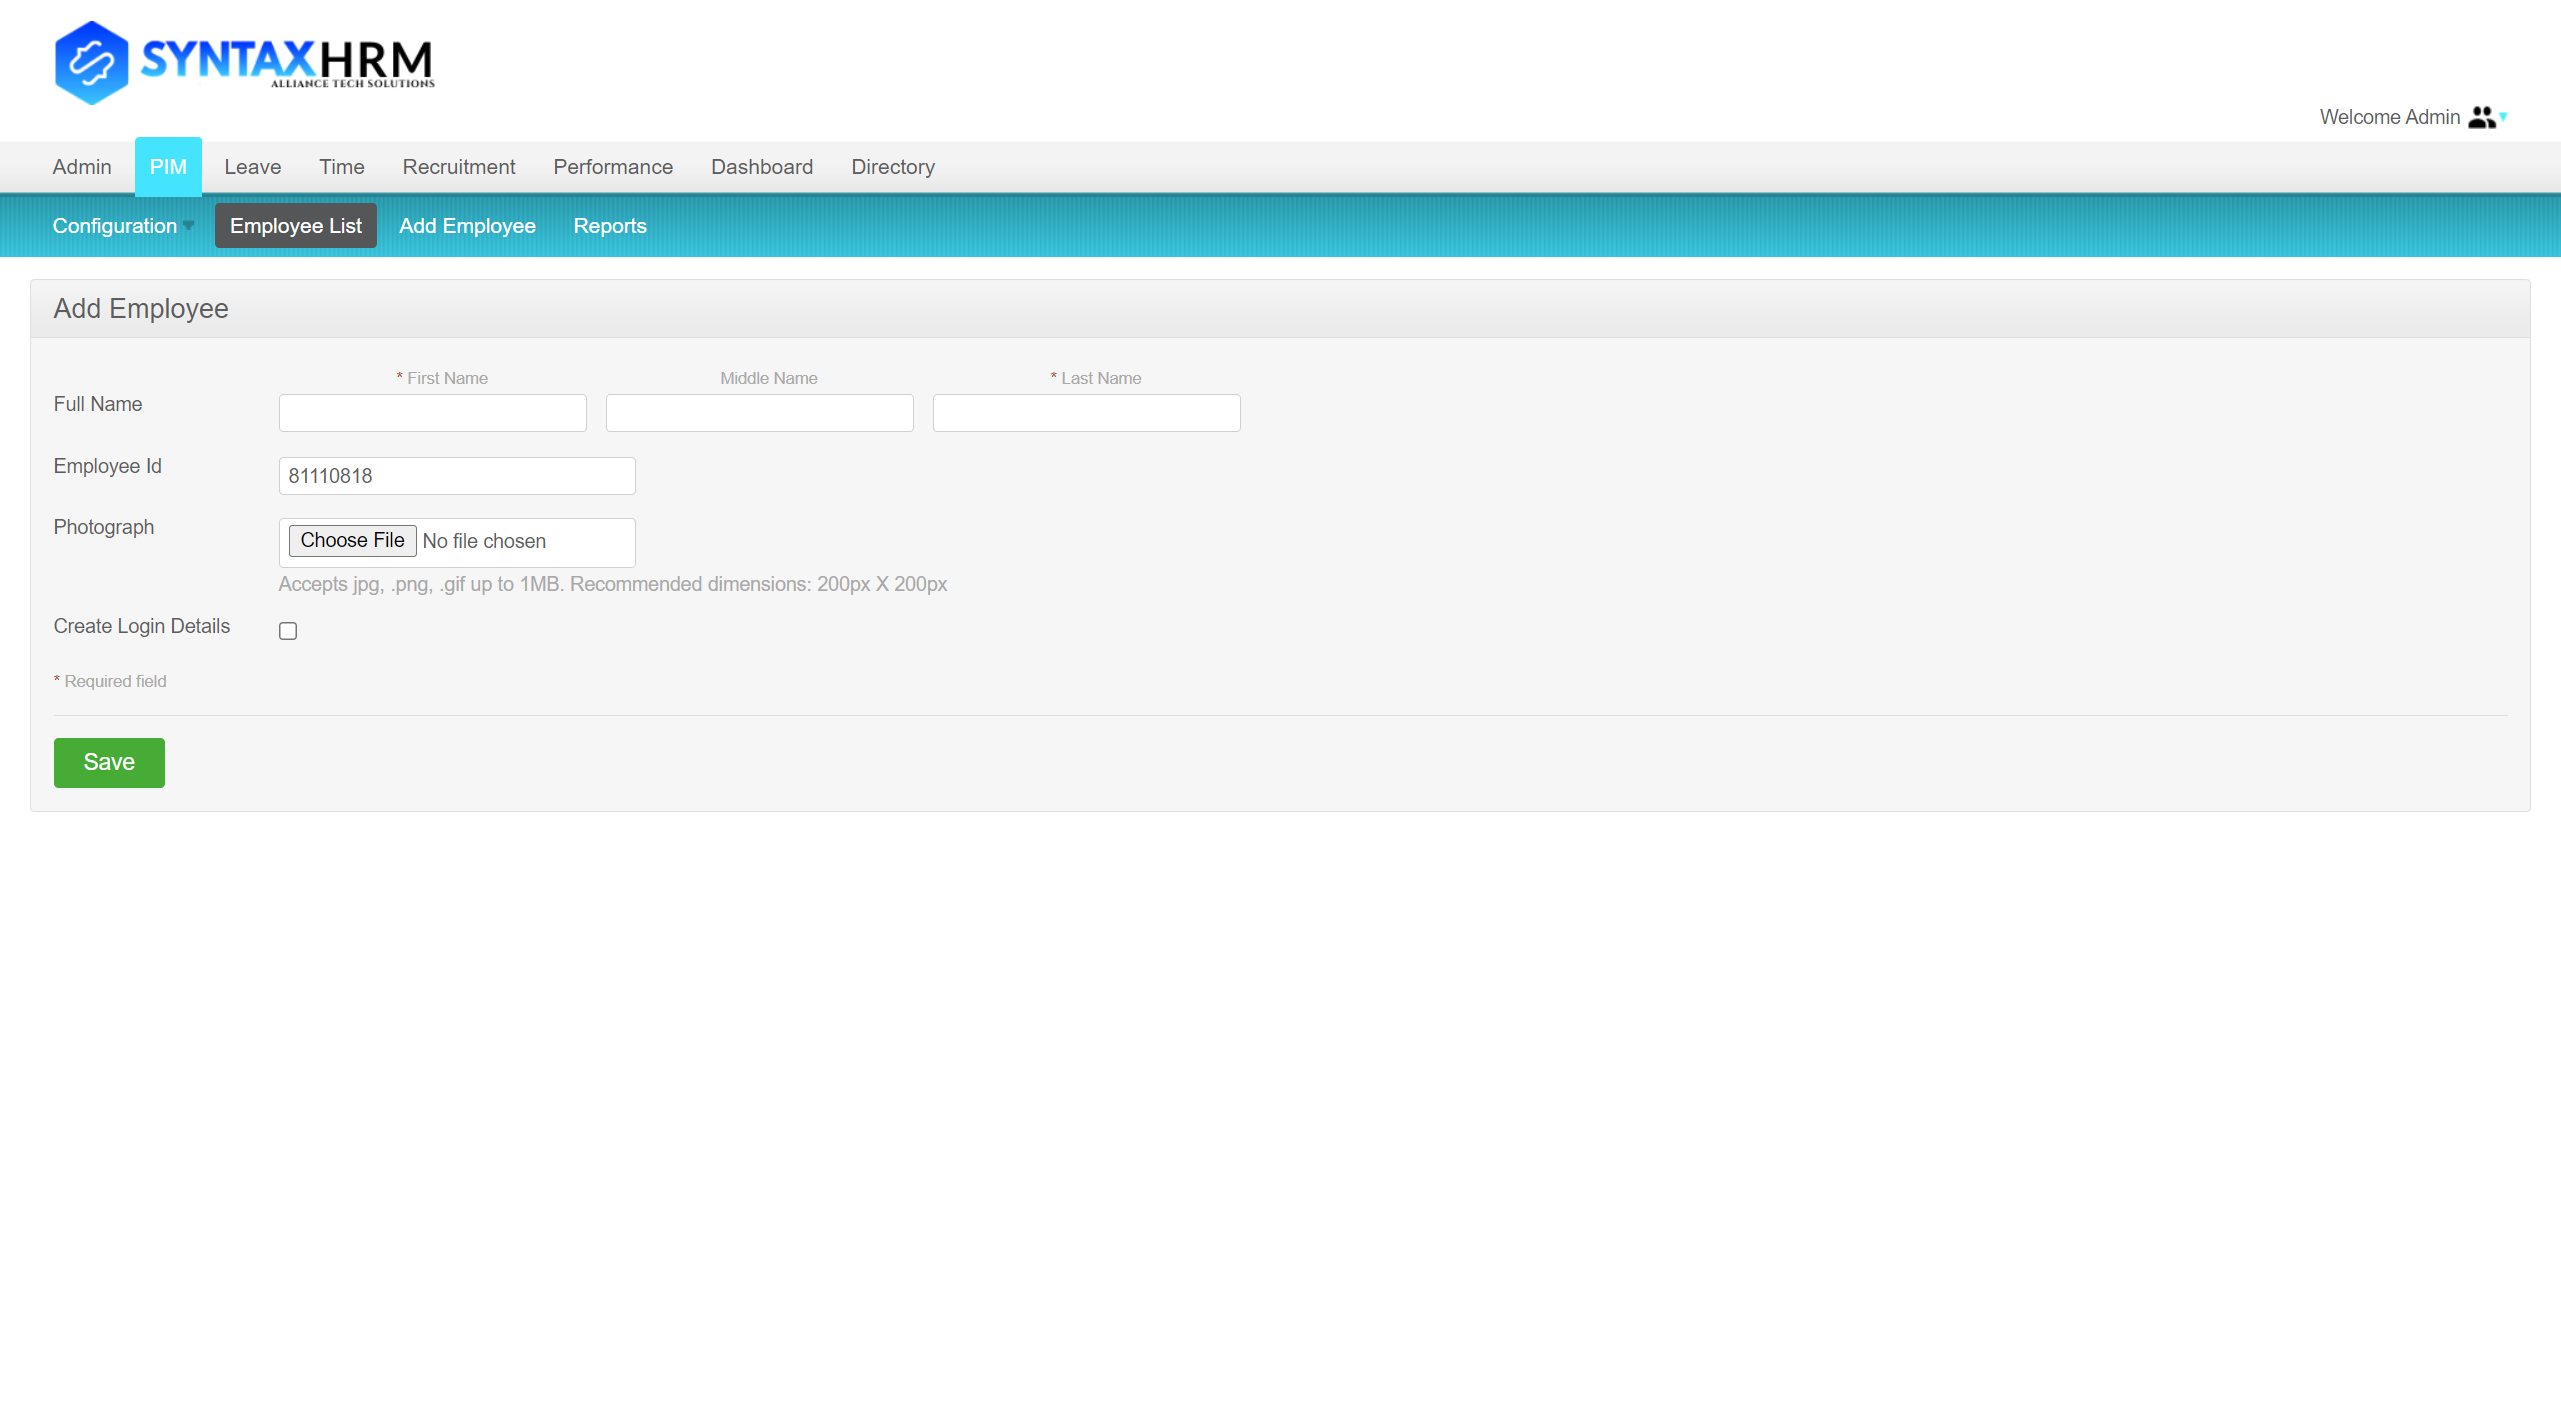 SYNTAXHRM
ALLIANCE TECH SOLUTIONS
Welcome Admin
Admin PIM Leave Time Recruitment Performance Dashboard Directory
Configuration Employee List Add Employee Reports
Add Employee
* First Name Middle Name * Last Name
Full Name
Employee Id 81110818
Photograph Choose File No file chosen
Accepts jpg, .png, .gif up to 1MB. Recommended dimensions: 200px X 200px
Create Login Details
* Required field
Save